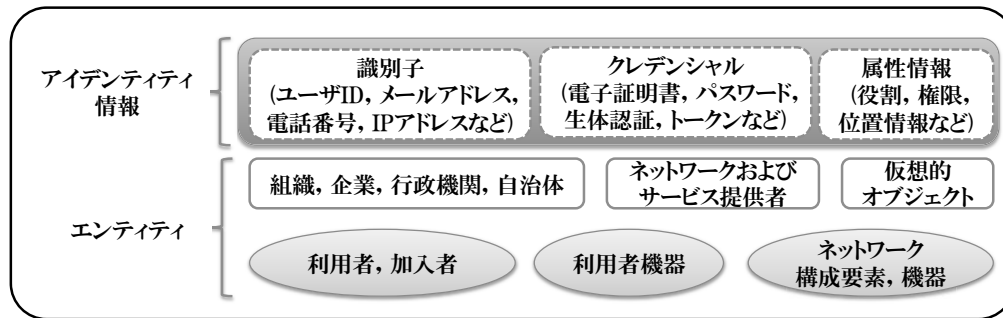 アイデンティティ
情報
識別子
(ユーザID, メールアドレス,
電話番号, IPアドレスなど)
クレデンシャル
(電子証明書, パスワード,
生体認証, トークンなど)
属性情報
(役割, 権限,
位置情報など)
エンティティ
組織, 企業, 行政機関, 自治体
ネットワークおよび
サービス提供者
仮想的
オブジェクト
利用者, 加入者
利用者機器
ネットワーク
構成要素, 機器